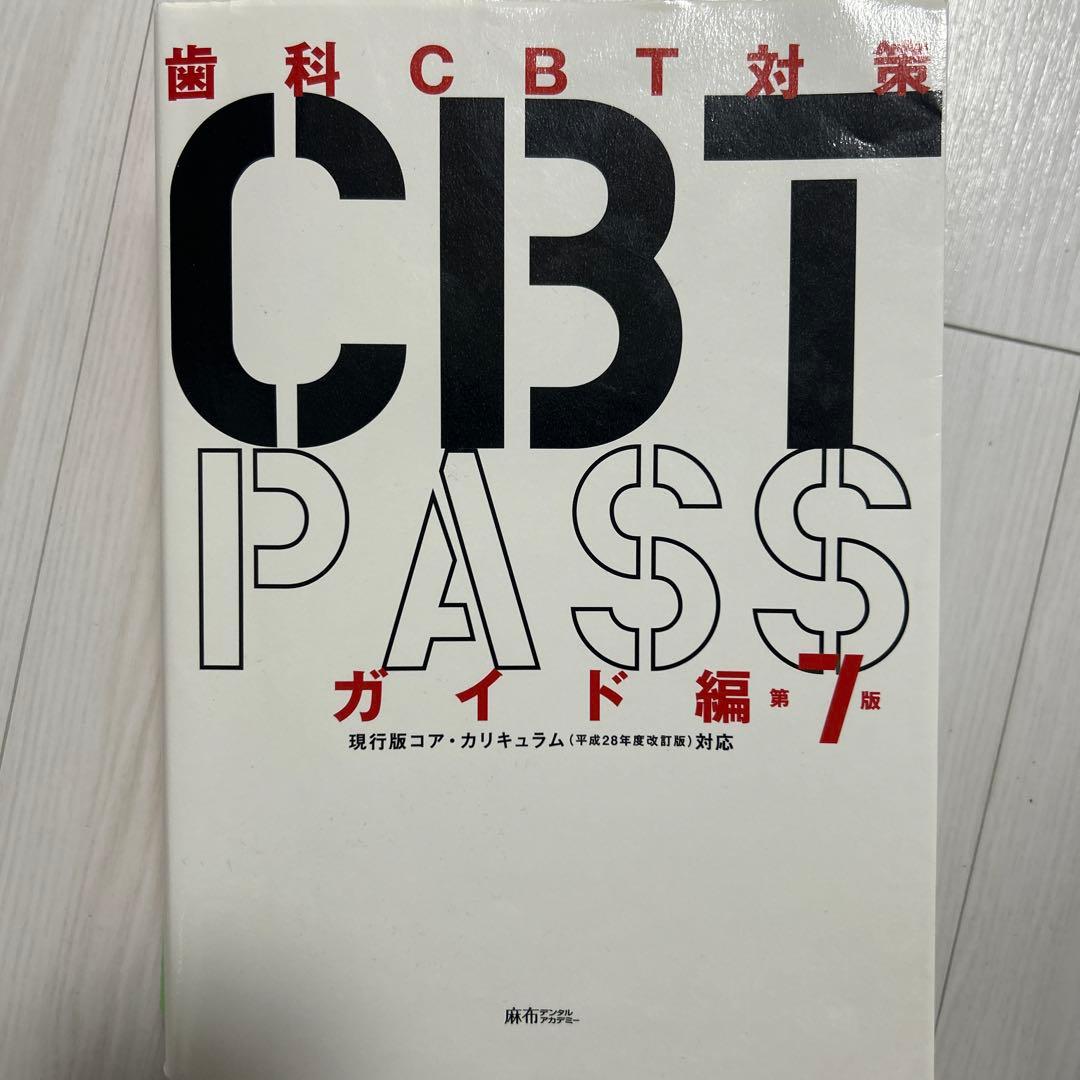 歯科CBT対策
CBT
PASS
ガイド編 第7版
現行版コア・カリキュラム(平成28年度改訂版)対応
麻布デンタルアカデミー